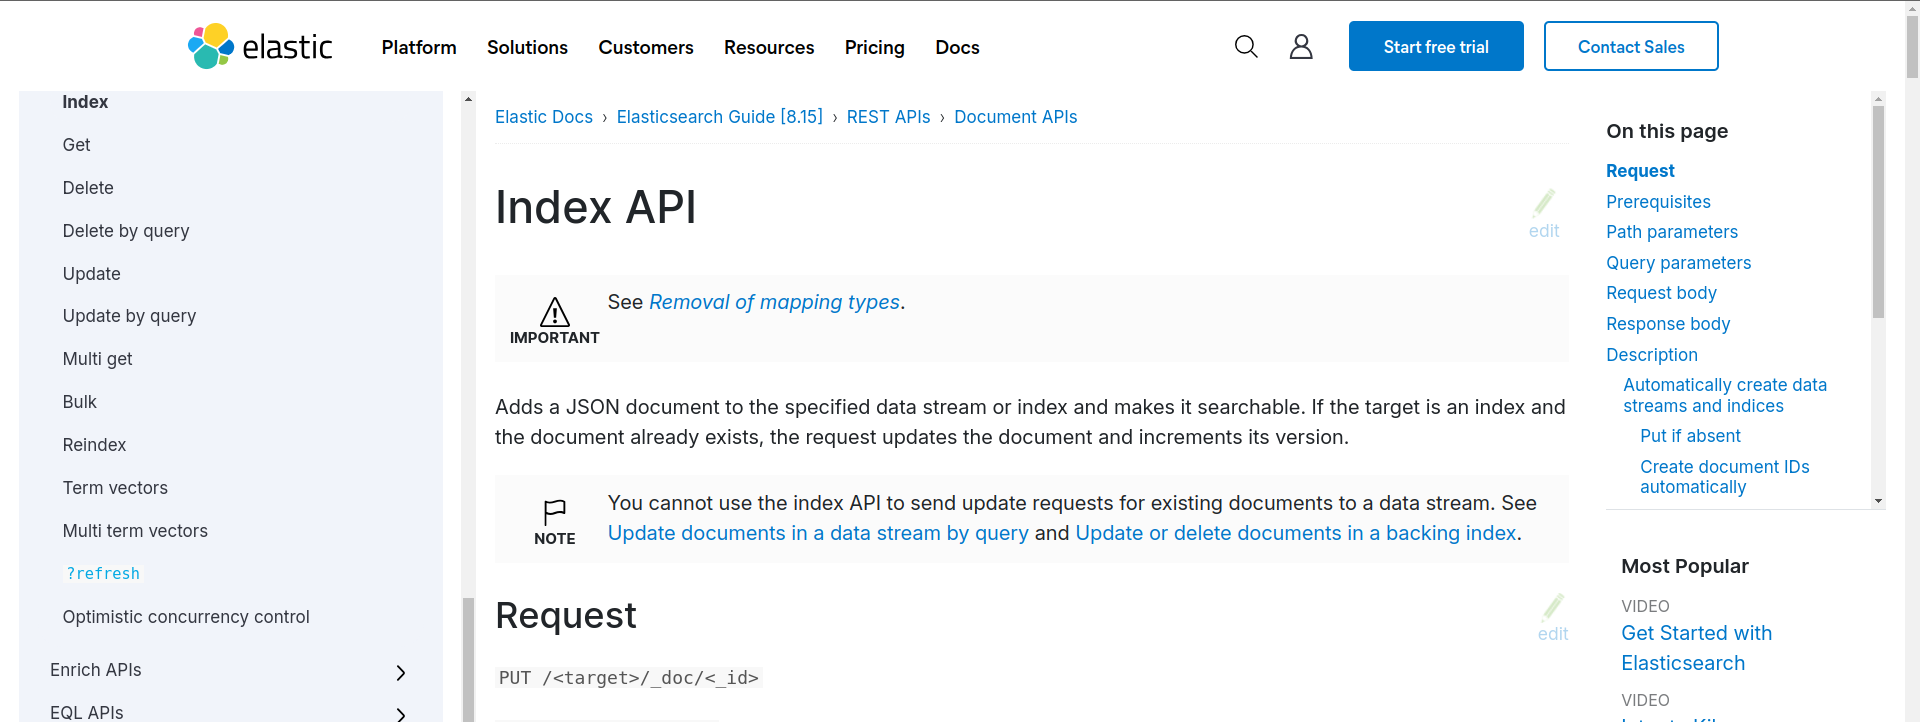 elastic
Platform
Solutions
Customers
Resources
Pricing
Docs
Start free trial
Contact Sales
Index
Get
Delete
Delete by query
Update
Update by query
Multi get
Bulk
Reindex
Term vectors
Multi term vectors
?refresh
Optimistic concurrency control
Enrich APIs
EQL APIs
Elastic Docs › Elasticsearch Guide [8.15] › REST APIs › Document APIs
Index API
edit
IMPORTANT
See Removal of mapping types.
Adds a JSON document to the specified data stream or index and makes it searchable. If the target is an index and
the document already exists, the request updates the document and increments its version.
NOTE
You cannot use the index API to send update requests for existing documents to a data stream. See
Update documents in a data stream by query and Update or delete documents in a backing index.
Request
edit
PUT /<target>/_doc/<_id>
On this page
Request
Prerequisites
Path parameters
Query parameters
Request body
Response body
Description
Automatically create data
streams and indices
Put if absent
Create document IDs
automatically
Most Popular
VIDEO
Get Started with
Elasticsearch
VIDEO